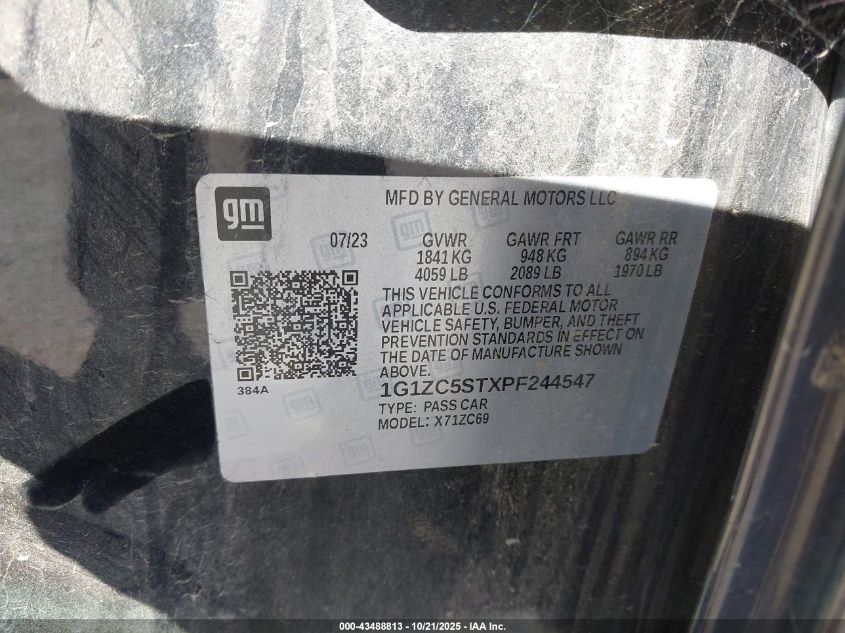 gm
MFD BY GENERAL MOTORS LLC
07/23 GVWR GAWR FRT GAWR RR
1841 KG 948 KG 894 KG
4059 LB 2089 LB 1970 LB
THIS VEHICLE CONFORMS TO ALL
APPLICABLE U.S. FEDERAL MOTOR
VEHICLE SAFETY, BUMPER, AND THEFT
PREVENTION STANDARDS IN EFFECT ON
THE DATE OF MANUFACTURE SHOWN
ABOVE.
384A
1G1ZC5STXPF244547
TYPE: PASS CAR
MODEL: X71ZC69
000-43488813 - 10/21/2025 - IAA Inc.